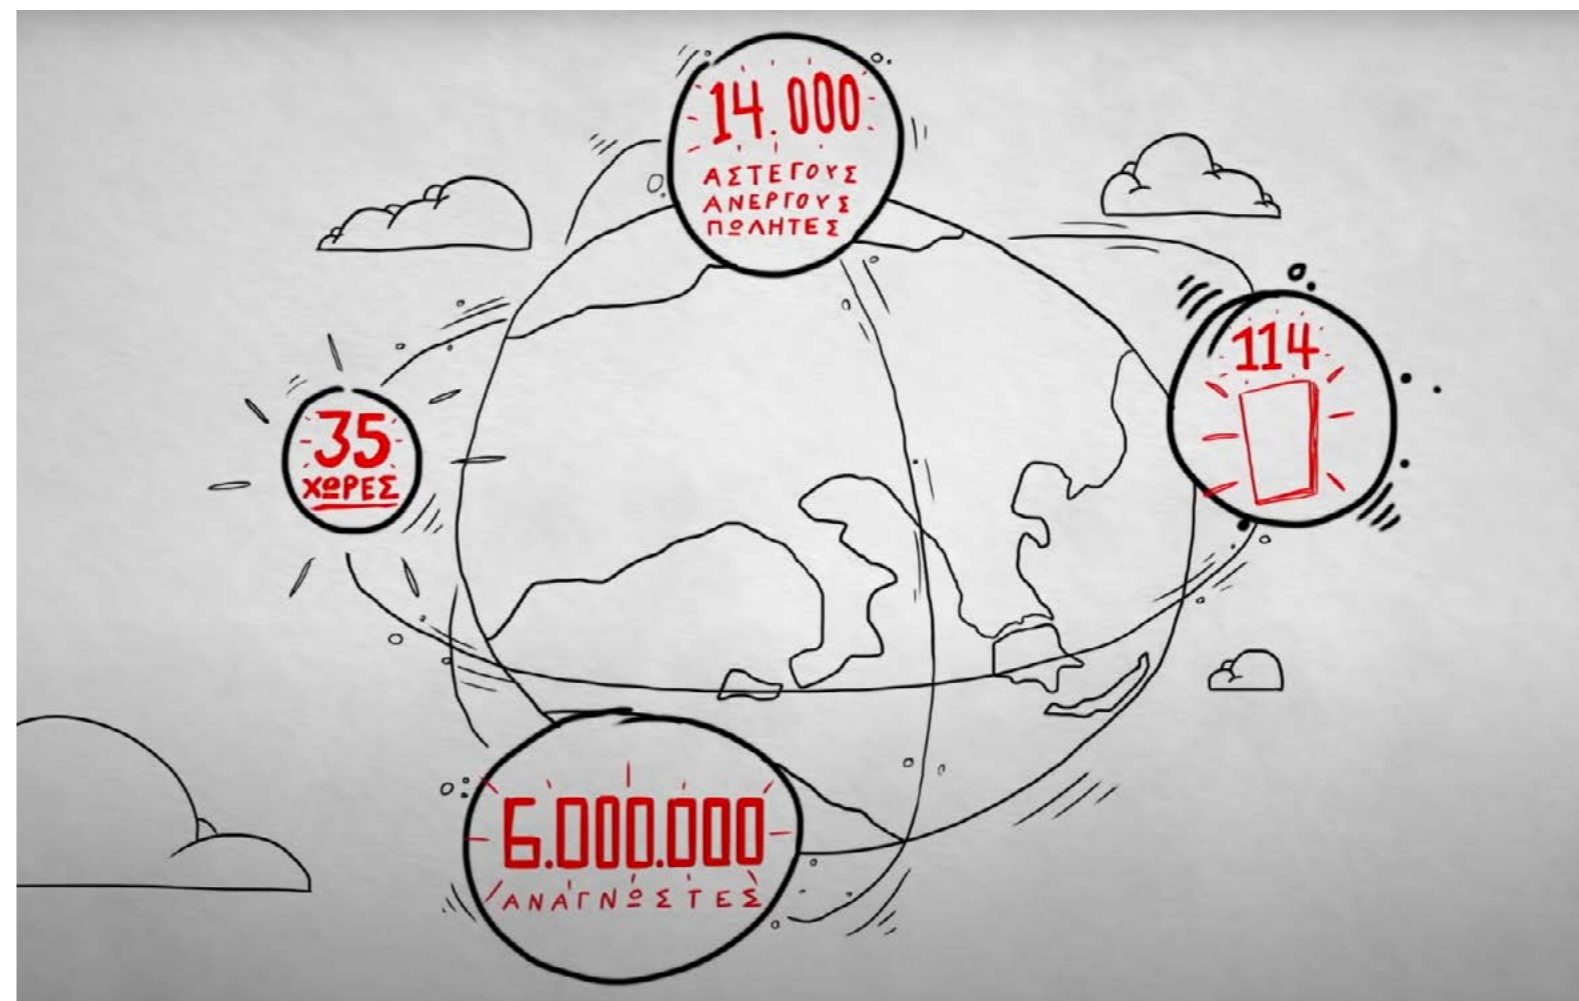 14.000
ΑΣΤΕΓΟΥΣ
ΑΝΕΡΓΟΥΣ
ΠΩΛΗΤΕΣ
114
35
ΧΩΡΕΣ
6.000.000
ΑΝΑΓΝΩΣΤΕΣ